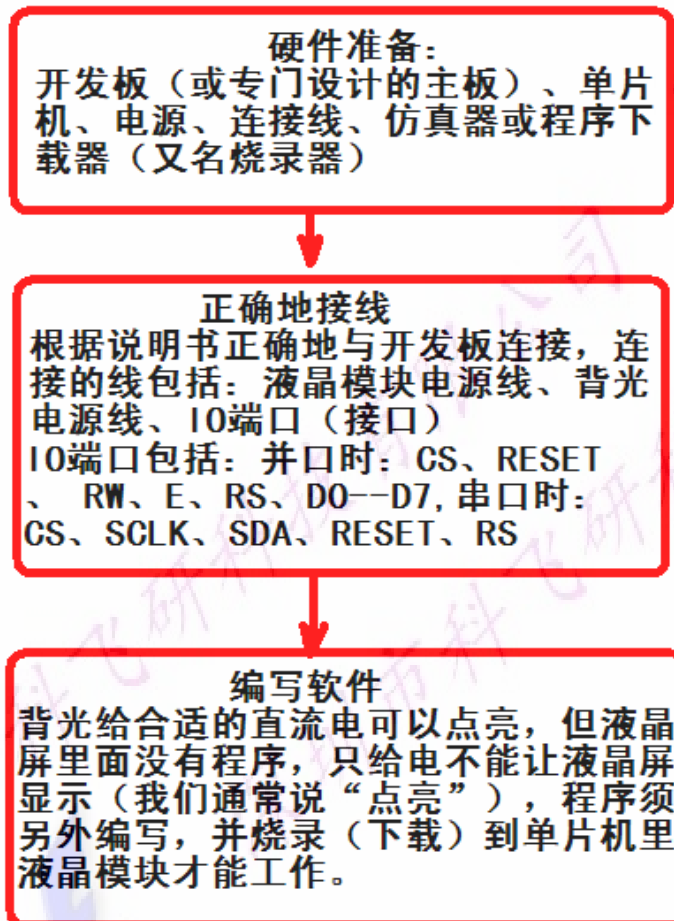 硬件准备：
开发板（或专门设计的主板）、单片
机、电源、连接线、仿真器或程序下
载器（又名烧录器）
正确地接线
根据说明书正确地与开发板连接，连
接的线包括：液晶模块电源线、背光
电源线、IO端口（接口）
IO端口包括：并口时：CS、RESET
、 RW、E、RS、D0--D7,串口时：
CS、SCLK、SDA、RESET、RS
编写软件
背光给合适的直流电可以点亮，但液晶
屏里面没有程序，只给电不能让液晶屏
显示（我们通常说“点亮”），程序须
另外编写，并烧录（下载）到单片机里
液晶模块才能工作。